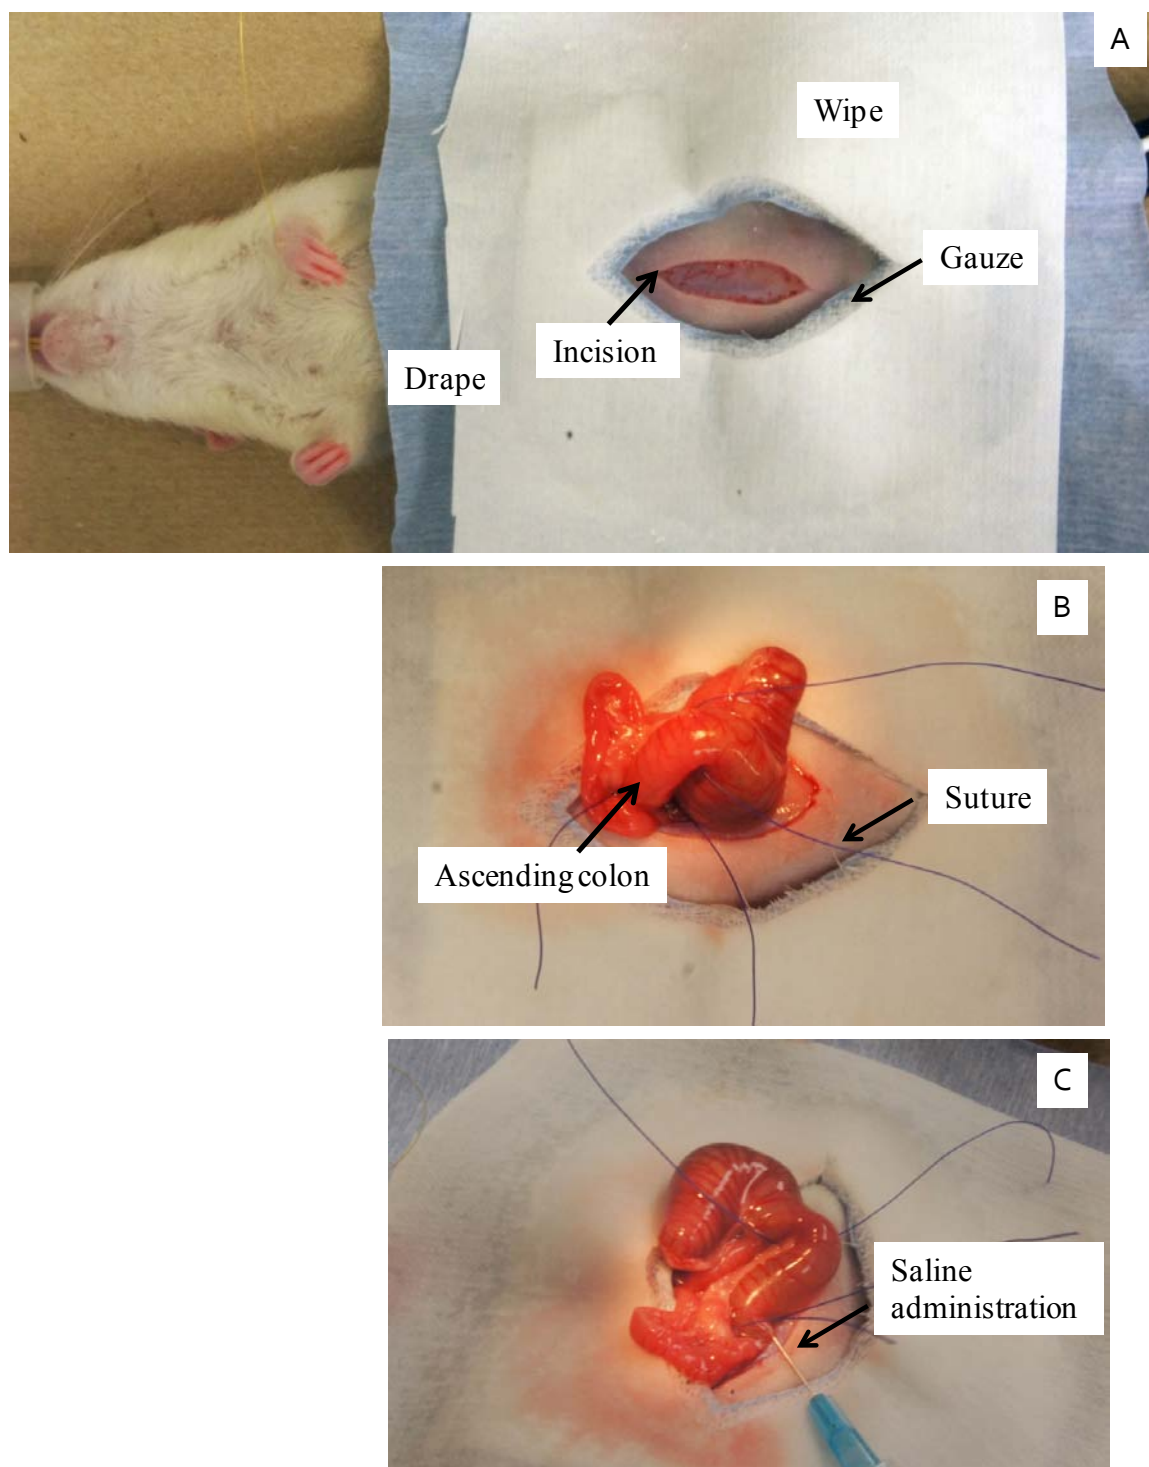 A
Wipe
Gauze
Incision
Drape
B
Suture
Ascending colon
C
Saline
administration